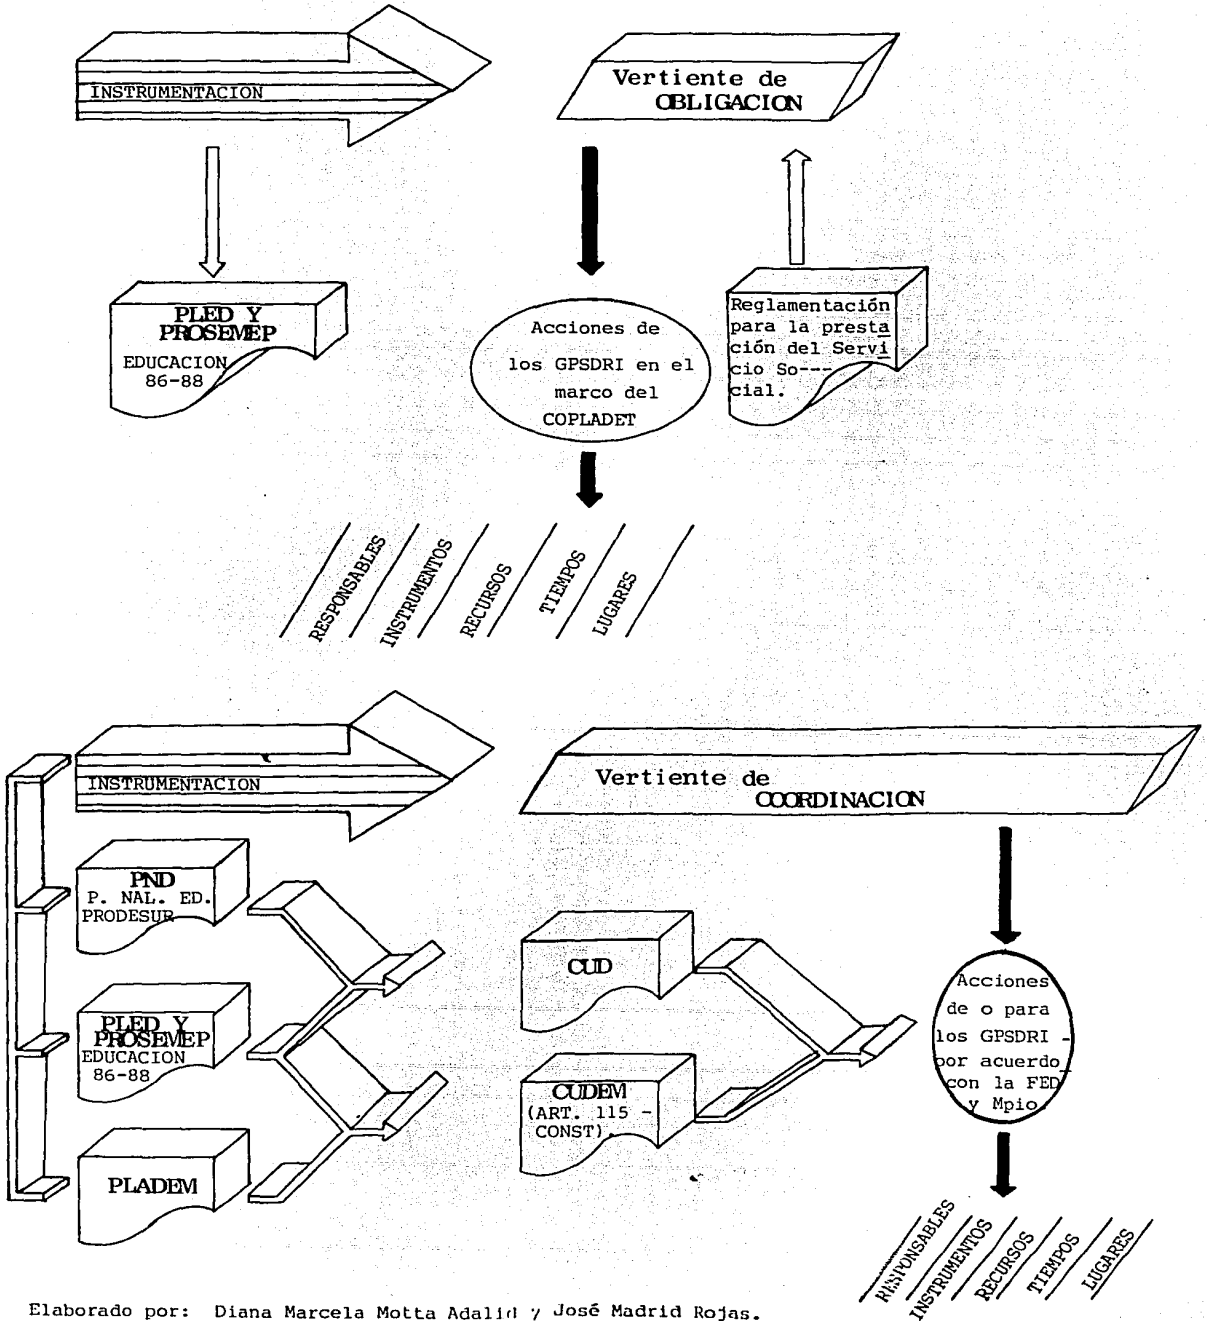 INSTRUMENTACION
Vertiente de
OBLIGACION
PLED Y
PROSEMEP
EDUCACION
86-88
Acciones de
los GPSDRI en el
marco del
COPLADET
Reglamentación
para la presta
ción del Servi
cio So---
cial.
RESPONSABLES
INSTRUMENTOS
RECURSOS
TIEMPOS
LUGARES
INSTRUMENTACION
Vertiente de
COORDINACION
PND
P. NAL. ED.
PRODESUR
PLED Y
PROSEMEP
EDUCACION
86-88
PLADEM
CUD
CUDEM
(ART. 115 -
CONST).
Acciones
de o para
los GPSDRI -
por acuerdo
con la FED
y Mpio.
RESPONSABLES
INSTRUMENTOS
RECURSOS
TIEMPOS
LUGARES
Elaborado por: Diana Marcela Motta Adalid y José Madrid Rojas.